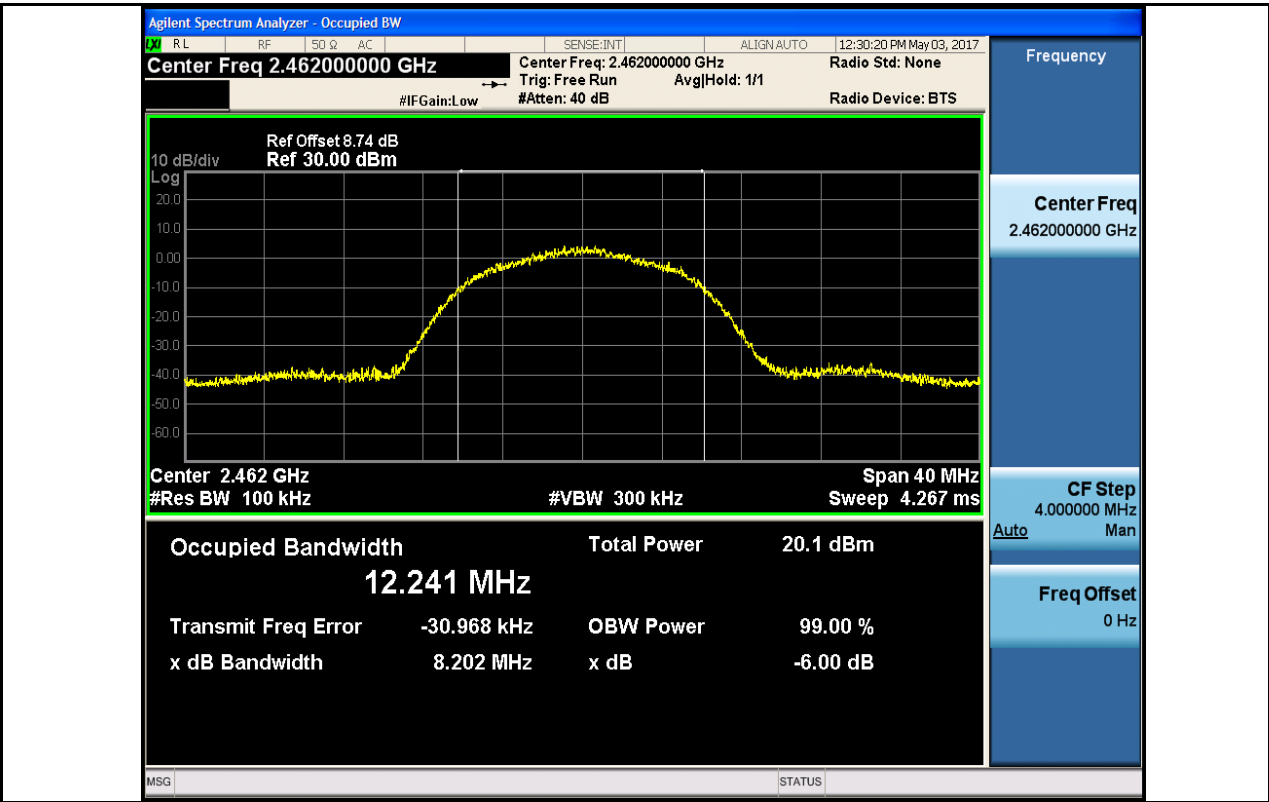 Agilent Spectrum Analyzer - Occupied BW
LXI RL RF 50 Ω AC SENSE:INT ALIGN AUTO 12:30:20 PM May 03, 2017
Center Freq 2.462000000 GHz
Center Freq: 2.462000000 GHz Radio Std: None
Trig: Free Run Avg|Hold: 1/1
#IFGain:Low #Atten: 40 dB Radio Device: BTS
Ref Offset 8.74 dB
10 dB/div Ref 30.00 dBm
Log
20.0
10.0
0.00
-10.0
-20.0
-30.0
-40.0
-50.0
-60.0
Center 2.462 GHz Span 40 MHz
#Res BW 100 kHz #VBW 300 kHz Sweep 4.267 ms
Occupied Bandwidth Total Power 20.1 dBm
12.241 MHz
Transmit Freq Error -30.968 kHz OBW Power 99.00 %
x dB Bandwidth 8.202 MHz x dB -6.00 dB
MSG STATUS
Frequency
Center Freq
2.462000000 GHz
CF Step
4.000000 MHz
Auto Man
Freq Offset
0 Hz